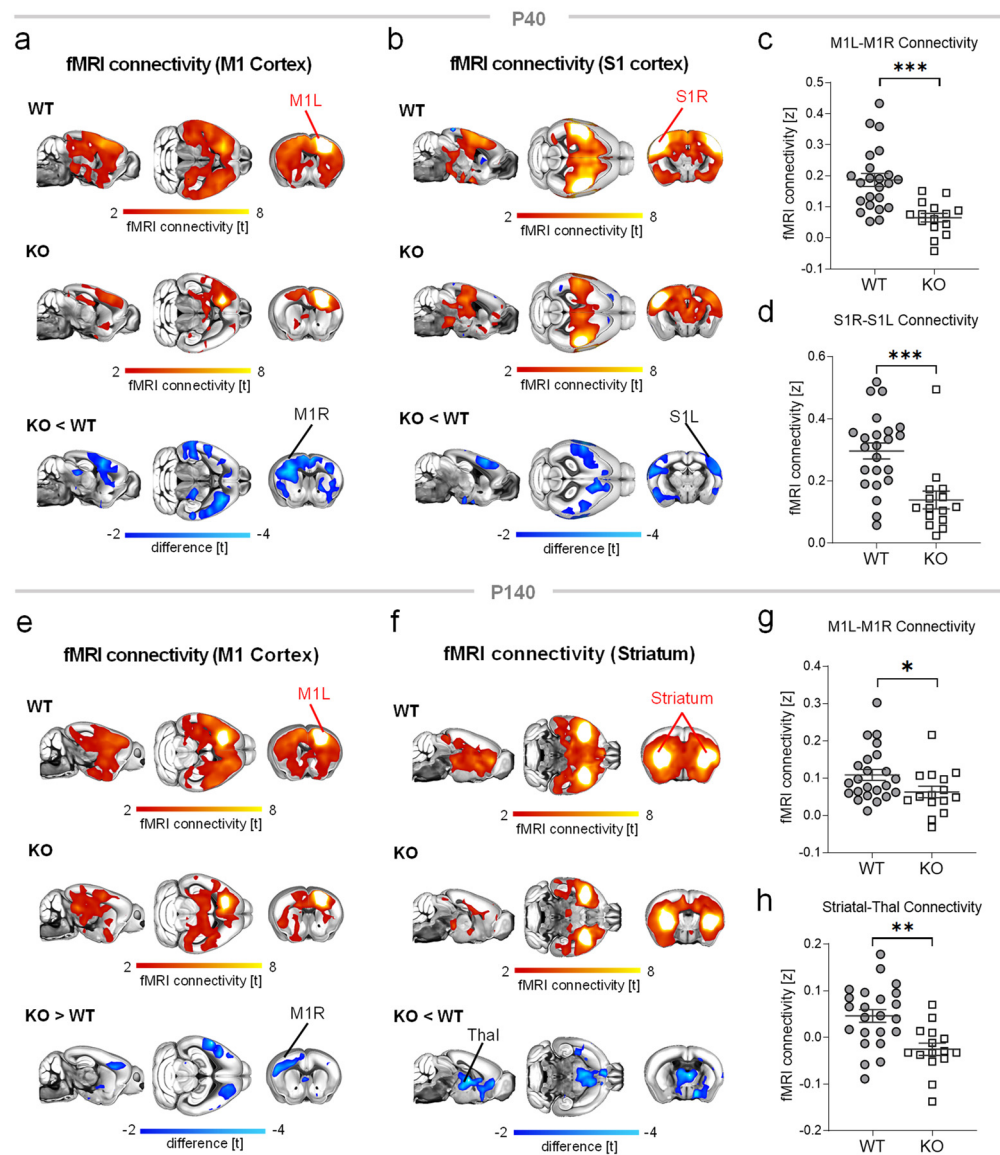 P40
a
fMRI connectivity (M1 Cortex)
WT
M1L
2 8
fMRI connectivity [t]
KO
2 8
fMRI connectivity [t]
KO < WT
M1R
-2 -4
difference [t]
b
fMRI connectivity (S1 cortex)
WT
S1R
2 8
fMRI connectivity [t]
KO
2 8
fMRI connectivity [t]
KO < WT
S1L
-2 -4
difference [t]
c
M1L-M1R Connectivity
***
fMRI connectivity [z]
0.5
0.4
0.3
0.2
0.1
0.0
-0.1
WT KO
d
S1R-S1L Connectivity
***
fMRI connectivity [z]
0.6
0.4
0.2
0.0
WT KO
P140
e
fMRI connectivity (M1 Cortex)
WT
M1L
2 8
fMRI connectivity [t]
KO
2 8
fMRI connectivity [t]
KO > WT
M1R
-2 -4
difference [t]
f
fMRI connectivity (Striatum)
WT
Striatum
2 8
fMRI connectivity [t]
KO
2 8
fMRI connectivity [t]
KO < WT
Thal
-2 -4
difference [t]
g
M1L-M1R Connectivity
*
fMRI connectivity [z]
0.4
0.3
0.2
0.1
0.0
-0.1
WT KO
h
Striatal-Thal Connectivity
**
fMRI connectivity [z]
0.2
0.1
0.0
-0.1
-0.2
WT KO